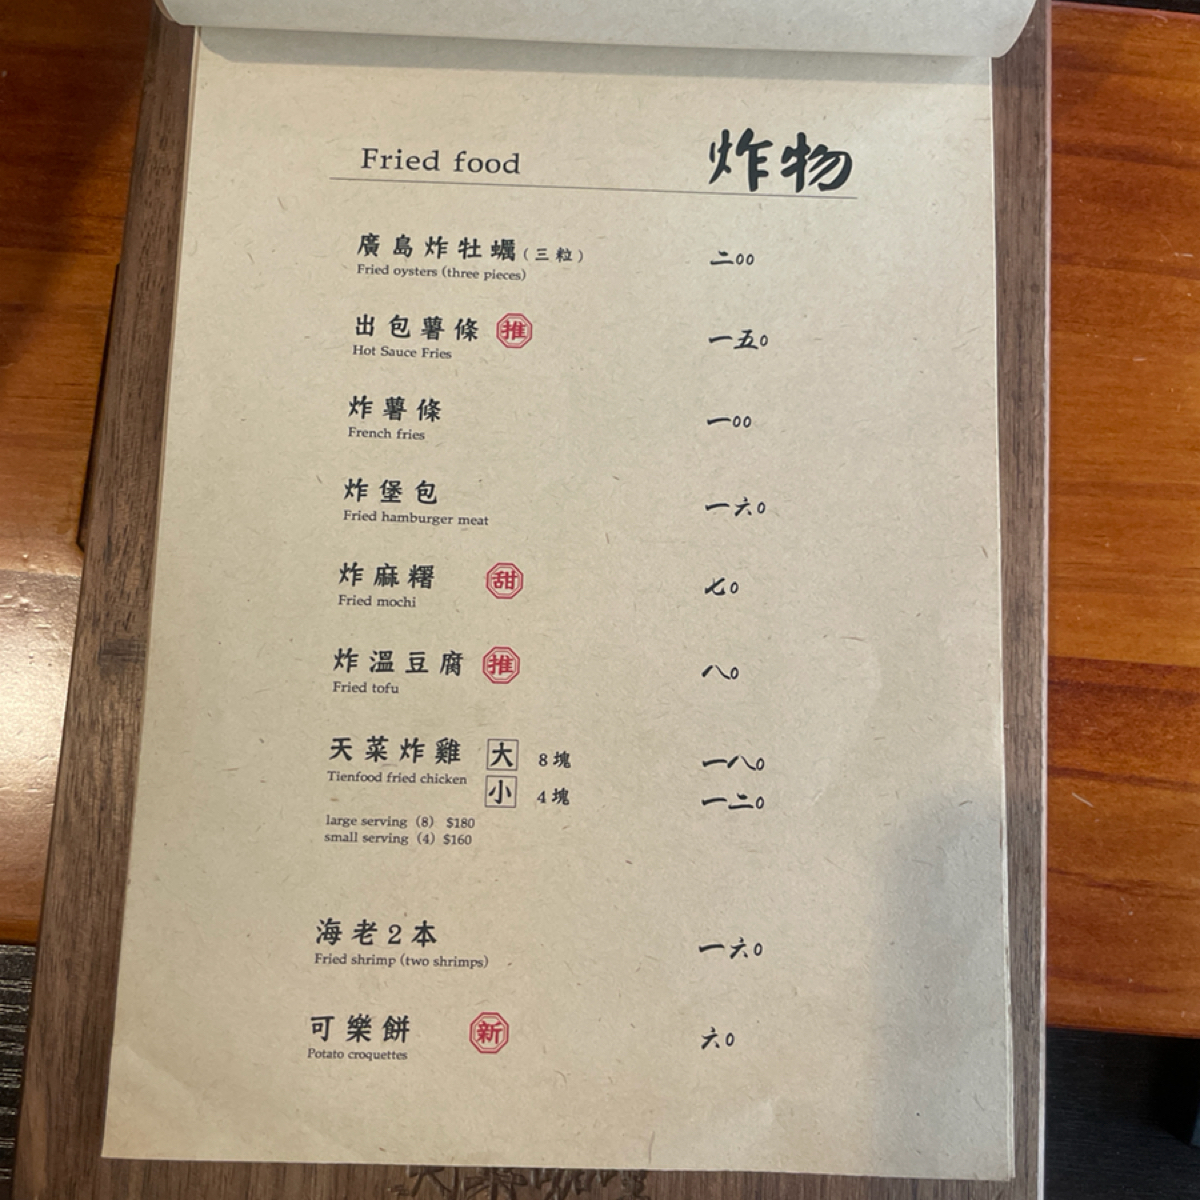 Fried food 炸物
廣島炸牡蠣(三粒) 二00
Fried oysters (three pieces)
出包薯條 推 一五0
Hot Sauce Fries
炸薯條 一00
French fries
炸堡包 一六0
Fried hamburger meat
炸麻糬 甜 七0
Fried mochi
炸溫豆腐 推 八0
Fried tofu
天菜炸雞 大 8塊 一八0
Tienfood fried chicken
小 4塊 一二0
large serving (8) $180
small serving (4) $160
海老2本 一六0
Fried shrimp (two shrimps)
可樂餅 新 六0
Potato croquettes